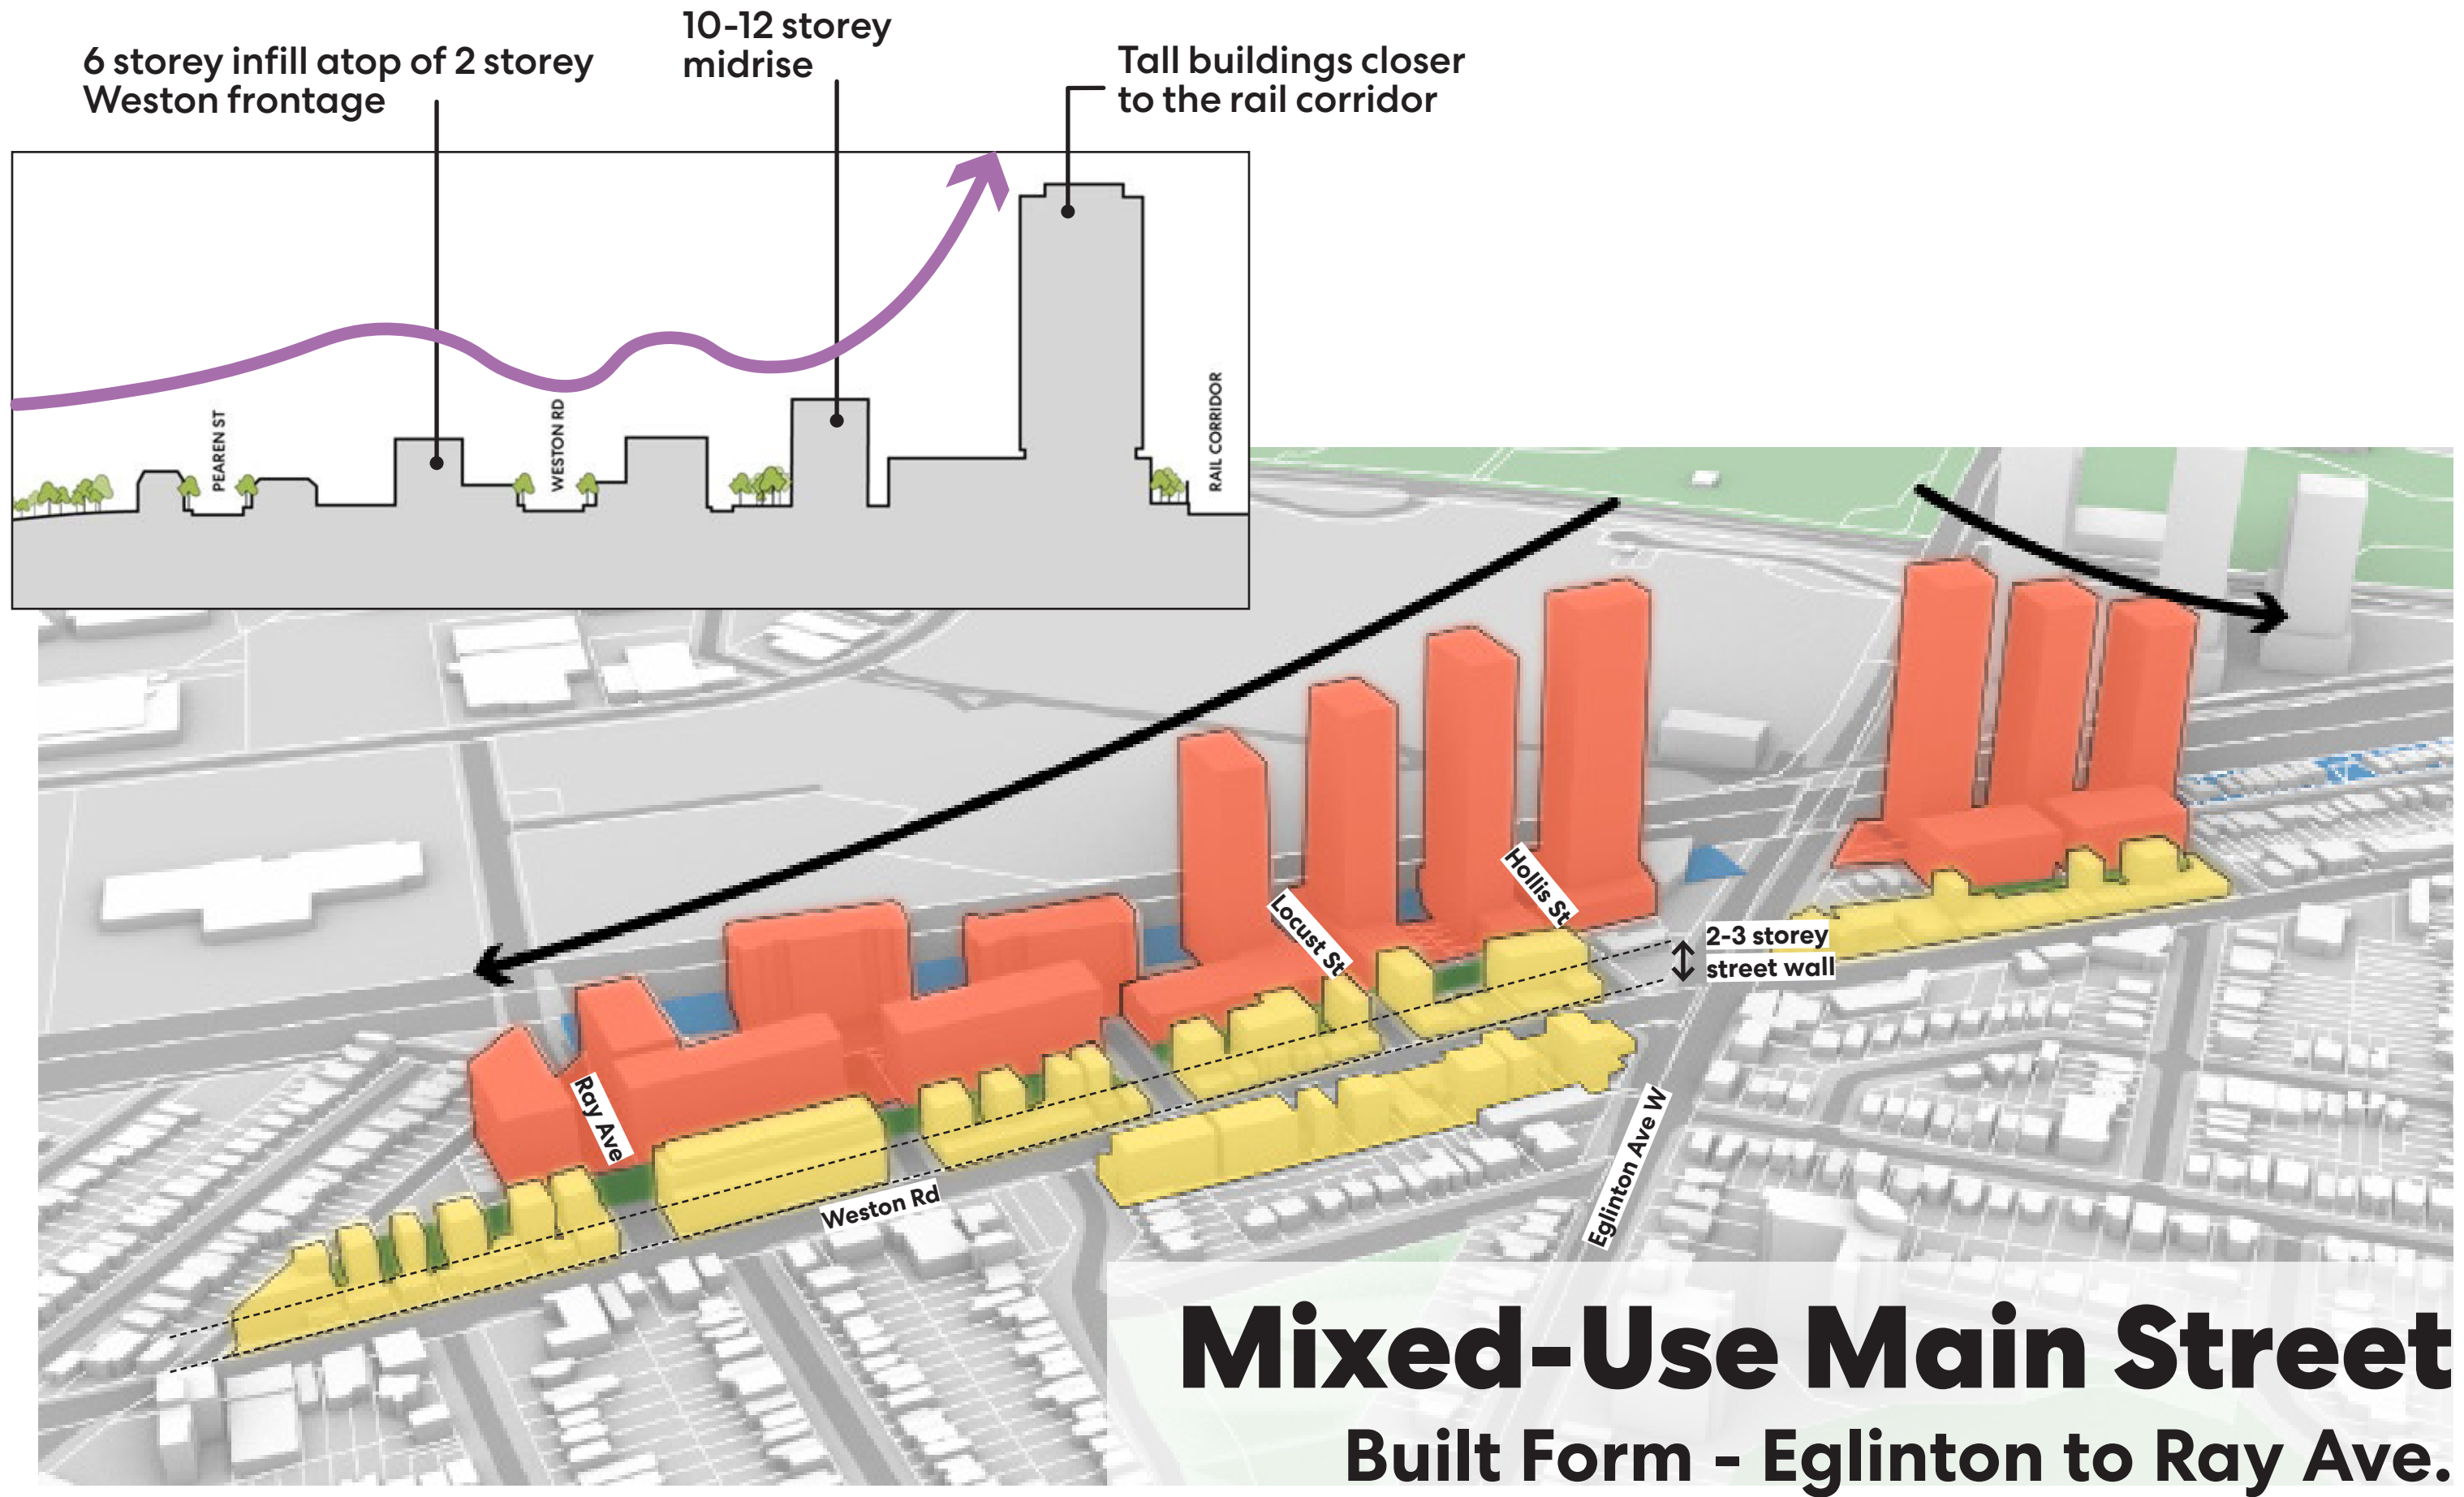 10-12 storey
midrise
6 storey infill atop of 2 storey
Weston frontage
Tall buildings closer
to the rail corridor
PEAREN ST
WESTON RD
RAIL CORRIDOR
Hollis St
Locust St
2-3 storey
street wall
Ray Ave
Weston Rd
Eglinton Ave W
Mixed-Use Main Street
Built Form - Eglinton to Ray Ave.